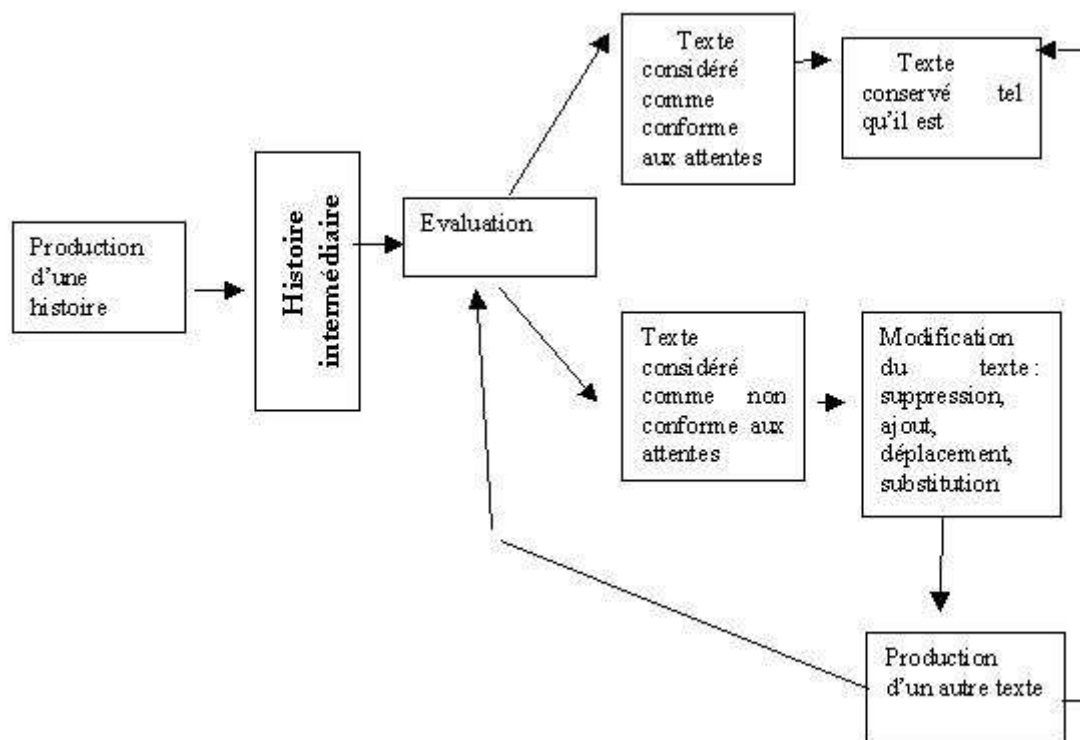 Production
d'une
histoire
Histoire
intermédiaire
Evaluation
Texte
considéré
comme
conforme
aux attentes
Texte
conservé tel
qu'il est
Texte
considéré
comme non
conforme aux
attentes
Modification
du texte :
suppression,
ajout,
déplacement,
substitution
Production
d'un autre texte